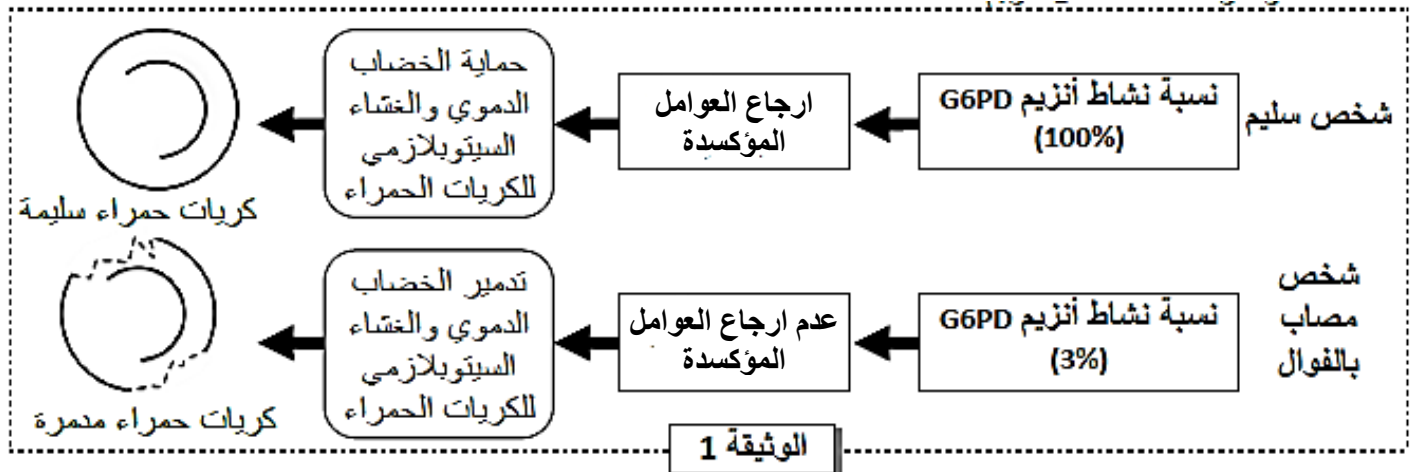 شخص سليم
نسبة نشاط أنزيم G6PD
(100%)
ارجاع العوامل
المؤكسدة
حماية الخضاب
الدموي والغشاء
السيتوبلازمي
للكريات الحمراء
كريات حمراء سليمة
شخص
مصاب
بالفوال
نسبة نشاط أنزيم G6PD
(3%)
عدم ارجاع العوامل
المؤكسدة
تدمير الخضاب
الدموي والغشاء
السيتوبلازمي
للكريات الحمراء
كريات حمراء مدمرة
الوثيقة 1